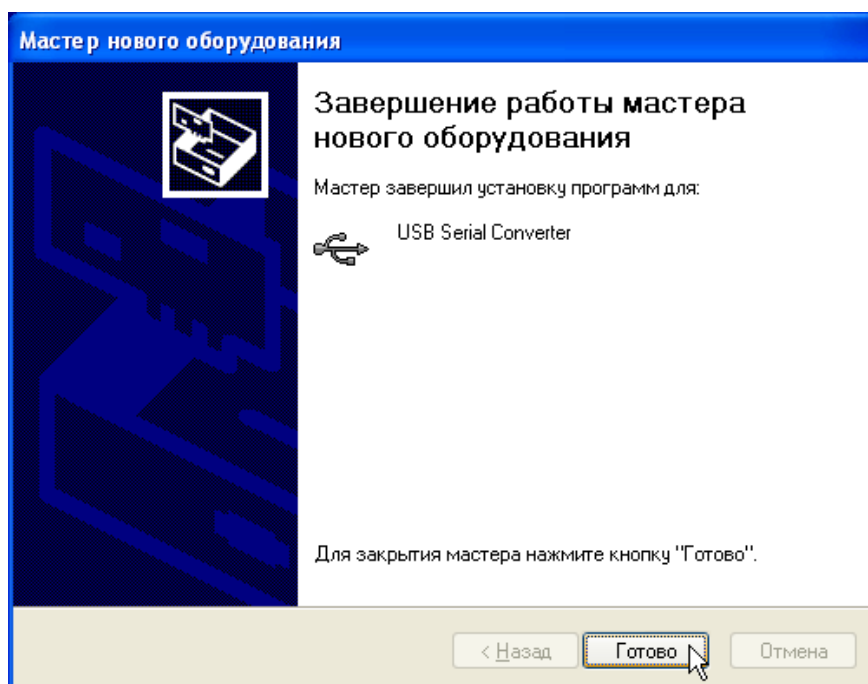 Мастер нового оборудования
Завершение работы мастера
нового оборудования
Мастер завершил установку программ для:
USB Serial Converter
Для закрытия мастера нажмите кнопку "Готово".
< Назад
Готово
Отмена